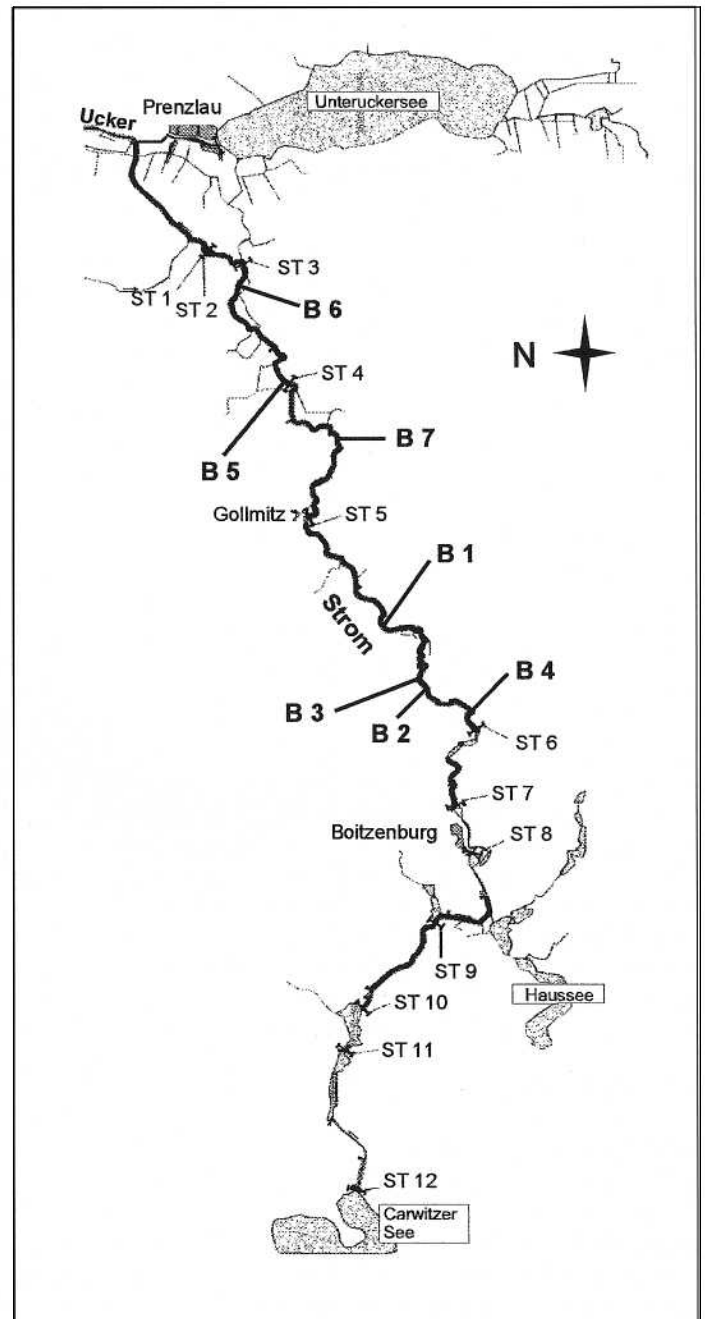 Prenzlau
Unteruckersee
Ucker
ST 3
ST 1
ST 2
B 6
N
ST 4
B 7
B 5
Gollmitz
ST 5
B 1
Strom
B 4
B 3
B 2
ST 6
ST 7
Boitzenburg
ST 8
ST 9
Haussee
ST 10
ST 11
ST 12
Carwitzer
See